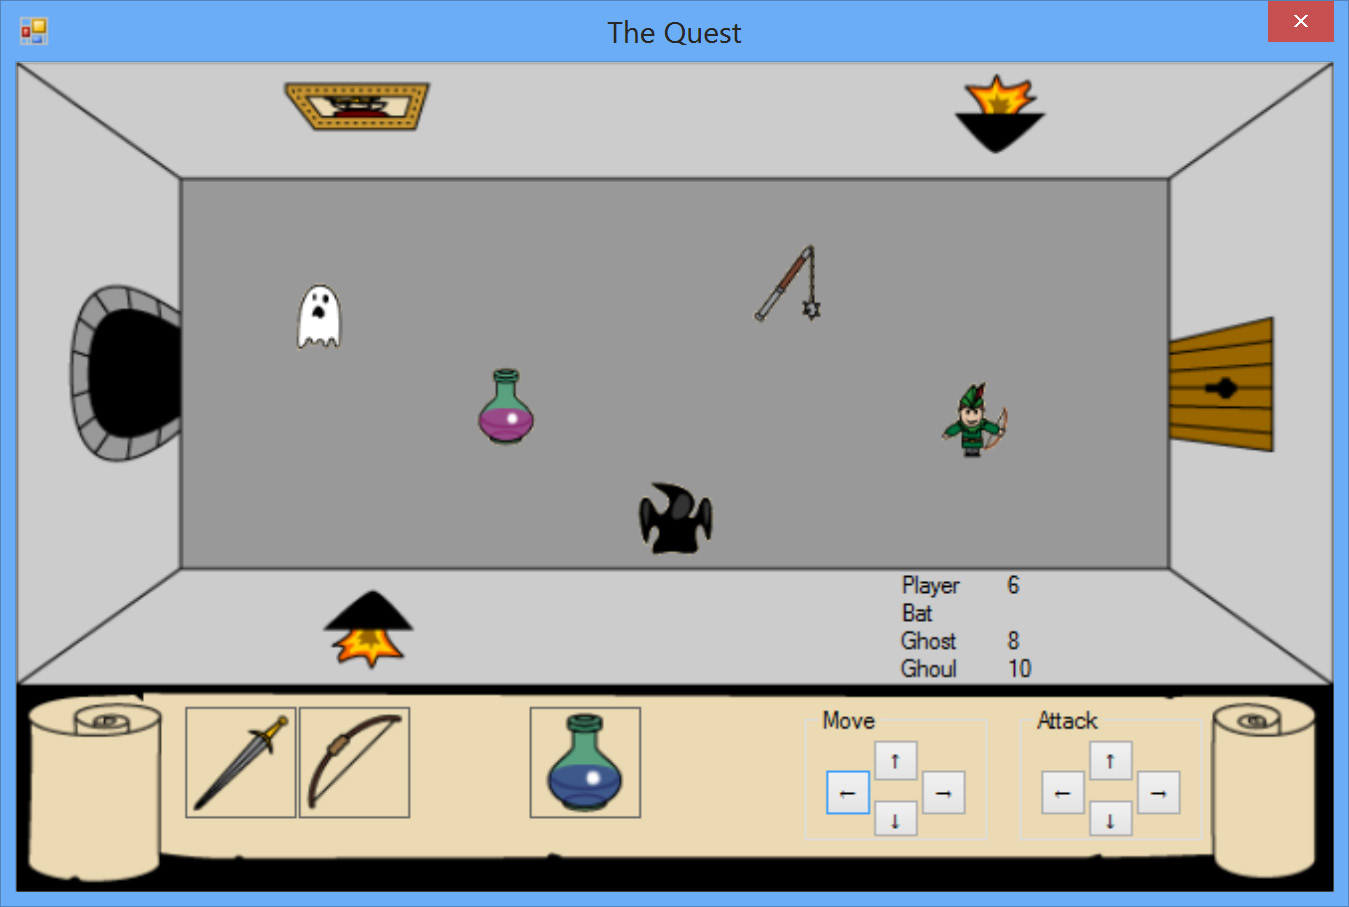 The Quest
Player 6
Bat
Ghost 8
Ghoul 10
Move
↑
← →
↓
Attack
↑
← →
↓